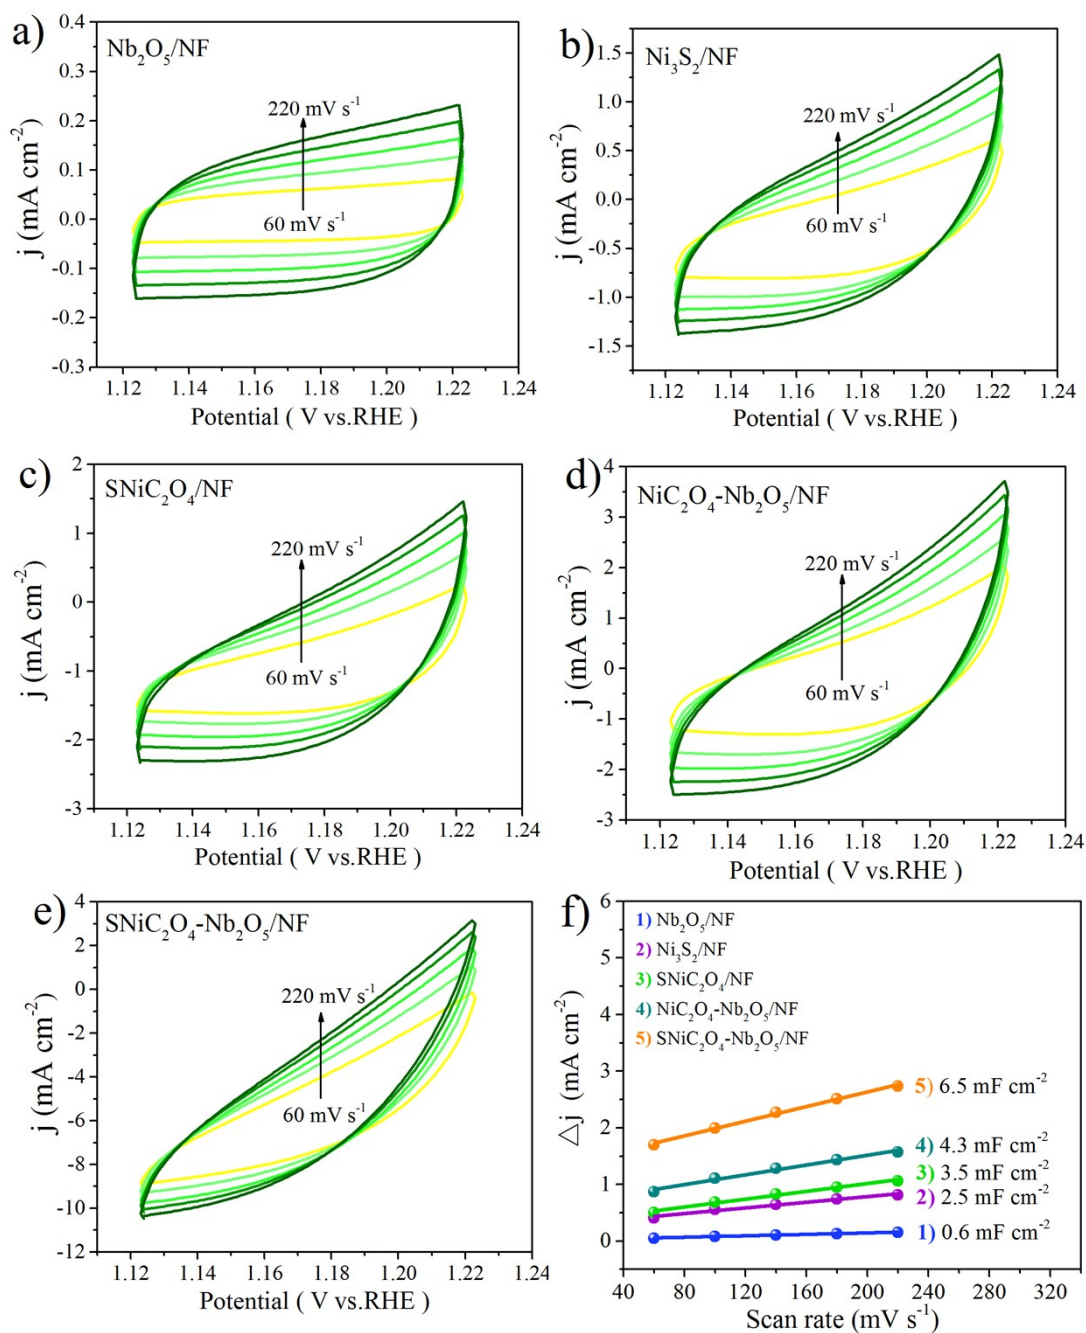 a)
Nb₂O₅/NF
220 mV s⁻¹
60 mV s⁻¹
j (mA cm⁻²)
0.4
0.3
0.2
0.1
0.0
-0.1
-0.2
-0.3
1.12 1.14 1.16 1.18 1.20 1.22 1.24
Potential ( V vs.RHE )
b)
Ni₃S₂/NF
220 mV s⁻¹
60 mV s⁻¹
j (mA cm⁻²)
1.5
1.0
0.5
0.0
-0.5
-1.0
-1.5
1.12 1.14 1.16 1.18 1.20 1.22 1.24
Potential ( V vs.RHE )
c)
SNiC₂O₄/NF
220 mV s⁻¹
60 mV s⁻¹
j (mA cm⁻²)
2
1
0
-1
-2
-3
1.12 1.14 1.16 1.18 1.20 1.22 1.24
Potential ( V vs.RHE )
d)
NiC₂O₄-Nb₂O₅/NF
220 mV s⁻¹
60 mV s⁻¹
j (mA cm⁻²)
4
3
2
1
0
-1
-2
-3
1.12 1.14 1.16 1.18 1.20 1.22 1.24
Potential ( V vs.RHE )
e)
SNiC₂O₄-Nb₂O₅/NF
220 mV s⁻¹
60 mV s⁻¹
j (mA cm⁻²)
4
2
0
-2
-4
-6
-8
-10
-12
1.12 1.14 1.16 1.18 1.20 1.22 1.24
Potential ( V vs.RHE )
f)
1) Nb₂O₅/NF
2) Ni₃S₂/NF
3) SNiC₂O₄/NF
4) NiC₂O₄-Nb₂O₅/NF
5) SNiC₂O₄-Nb₂O₅/NF
5) 6.5 mF cm⁻²
4) 4.3 mF cm⁻²
3) 3.5 mF cm⁻²
2) 2.5 mF cm⁻²
1) 0.6 mF cm⁻²
△j (mA cm⁻²)
6
5
4
3
2
1
0
40 80 120 160 200 240 280 320
Scan rate (mV s⁻¹)